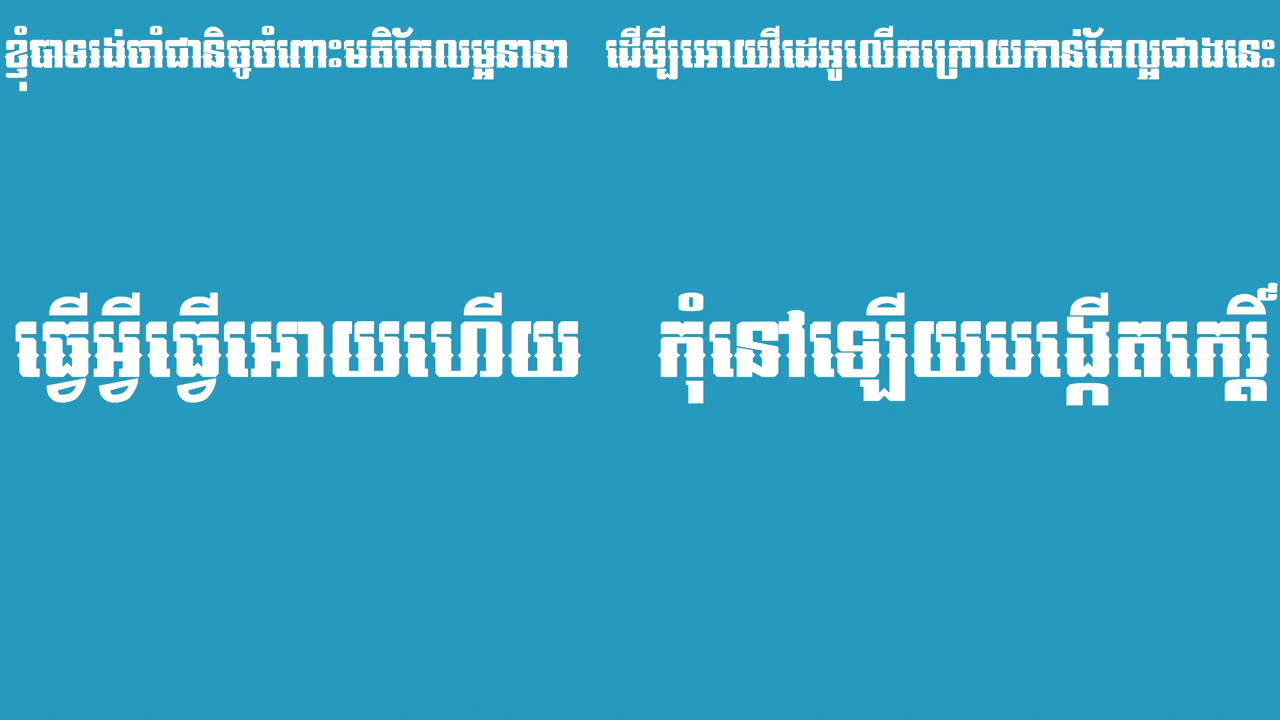 ខ្ញុំបាទរង់ចាំជានិច្ចចំពោះមតិកែលម្អនានា ដើម្បីអោយវីដេអូលើកក្រោយកាន់តែល្អជាងនេះ
ធ្វើអ្វីធ្វើអោយហើយ កុំនៅឡើយបង្កើតក្តើរ៍